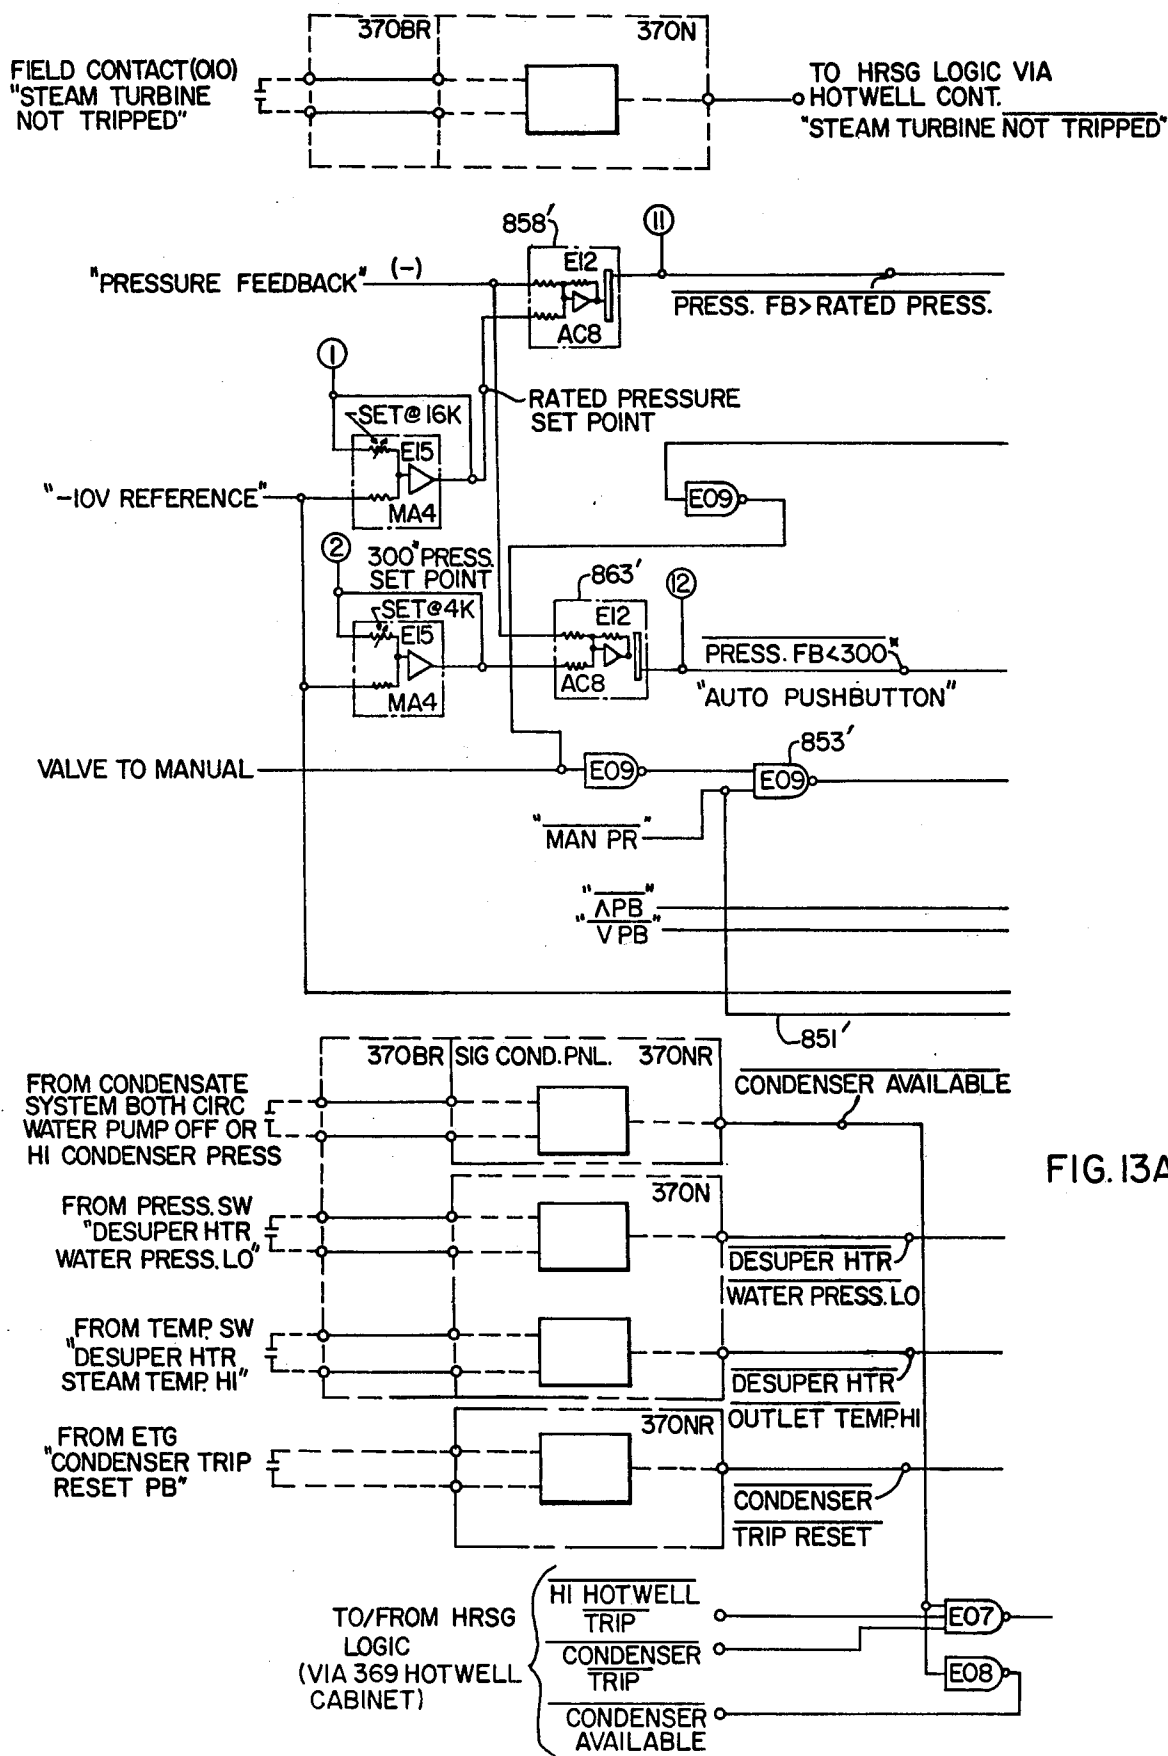 370BR
370N
FIELD CONTACT(010)
"STEAM TURBINE
NOT TRIPPED"
TO HRSG LOGIC VIA
HOTWELL CONT.
"STEAM TURBINE NOT TRIPPED"
858'
11
"PRESSURE FEEDBACK" (-)
E12
AC8
PRESS. FB>RATED PRESS.
1
SET@16K
RATED PRESSURE
SET POINT
E15
MA4
"-10V REFERENCE"
E09
2
300# PRESS.
SET POINT
863'
12
SET@4K
E15
MA4
E12
AC8
PRESS. FB<300#
"AUTO PUSHBUTTON"
VALVE TO MANUAL
E09
853'
E09
"MAN PR"
"ΛPB"
"VPB"
851'
370BR
SIG COND. PNL.
370NR
FROM CONDENSATE
SYSTEM BOTH CIRC
WATER PUMP OFF OR
HI CONDENSER PRESS
CONDENSER AVAILABLE
FIG. 13A
370N
FROM PRESS. SW
"DESUPER HTR
WATER PRESS. LO"
DESUPER HTR
WATER PRESS. LO
FROM TEMP. SW
"DESUPER HTR
STEAM TEMP. HI"
DESUPER HTR
OUTLET TEMP. HI
370NR
FROM ETG
"CONDENSER TRIP
RESET PB"
CONDENSER
TRIP RESET
TO/FROM HRSG
LOGIC
(VIA 369 HOTWELL
CABINET)
HI HOTWELL
TRIP
CONDENSER
TRIP
CONDENSER
AVAILABLE
E07
E08